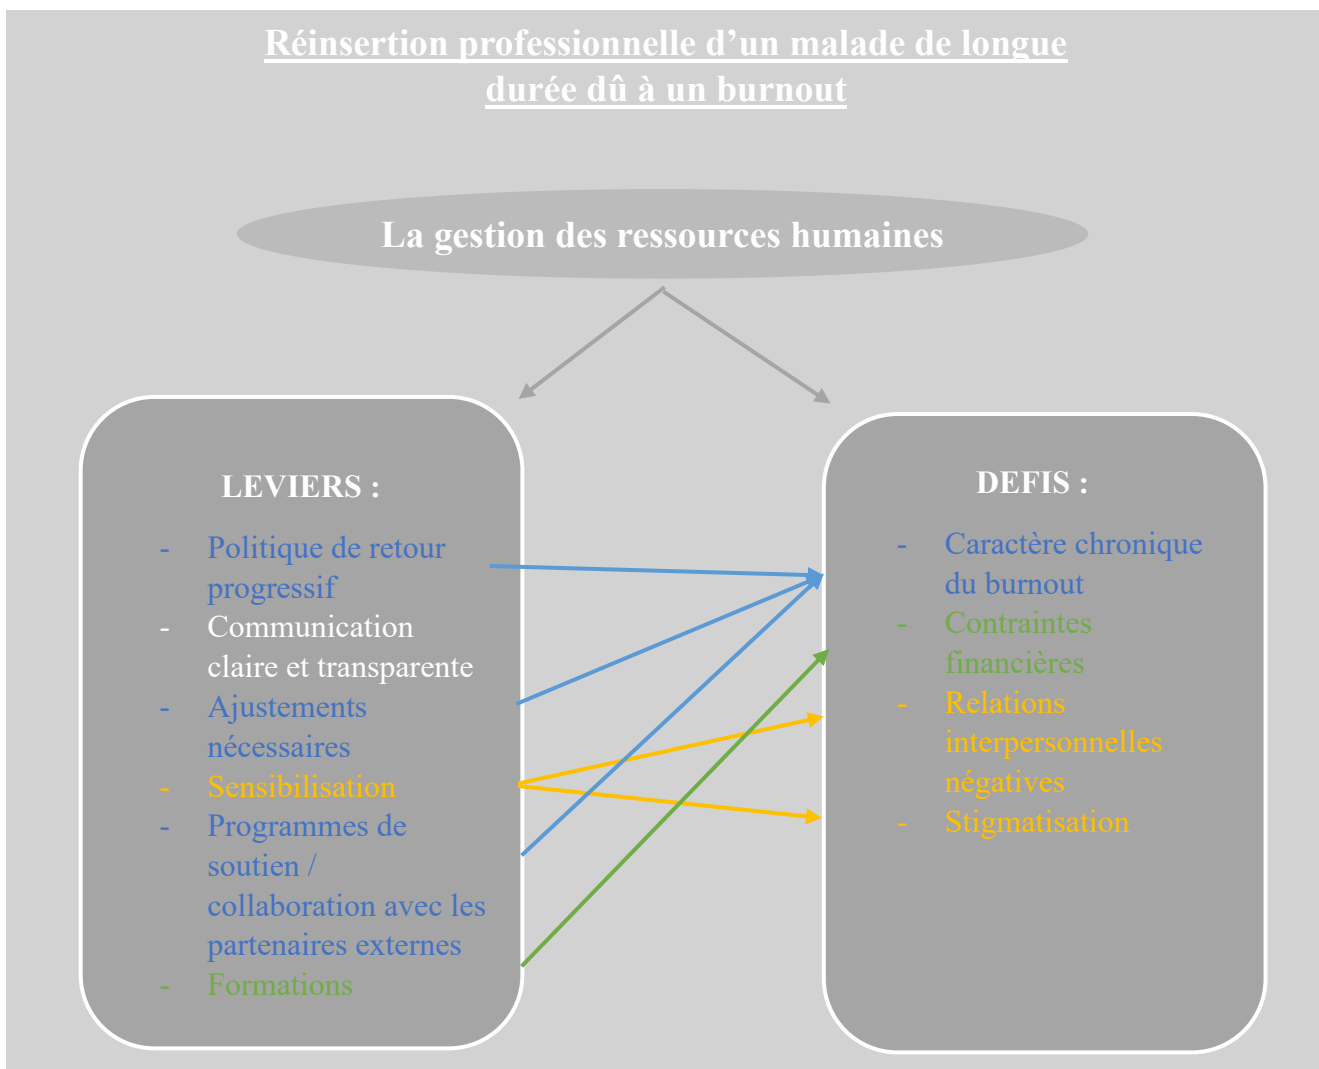 Réinsertion professionnelle d’un malade de longue
durée dû à un burnout
La gestion des ressources humaines
LEVIERS :
- Politique de retour
progressif
- Communication
claire et transparente
- Ajustements
nécessaires
- Sensibilisation
- Programmes de
soutien /
collaboration avec les
partenaires externes
- Formations
DEFIS :
- Caractère chronique
du burnout
- Contraintes
financières
- Relations
interpersonnelles
négatives
- Stigmatisation